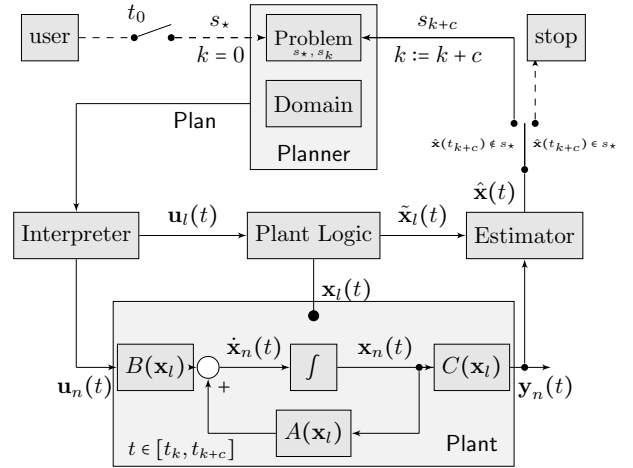 user
t₀
s⋆
k = 0
Problem
s⋆, sₖ
sₖ₊c
k := k + c
stop
Domain
Plan
Planner
x̂(tₖ₊c) ∉ s⋆
x̂(tₖ₊c) ∈ s⋆
x̂(t)
Interpreter
uₗ(t)
Plant Logic
x̃ₗ(t)
Estimator
xₗ(t)
B(xₗ)
ẋₙ(t)
∫
xₙ(t)
C(xₗ)
uₙ(t)
+
yₙ(t)
A(xₗ)
t ∈ [tₖ, tₖ₊c]
Plant